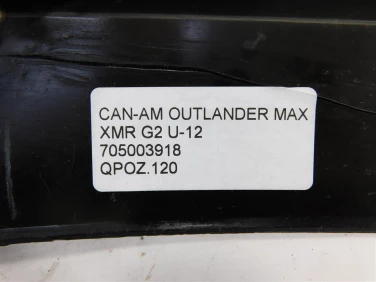 CAN-AM OUTLANDER MAX
XMR G2 U-12
705003918
QPOZ.120